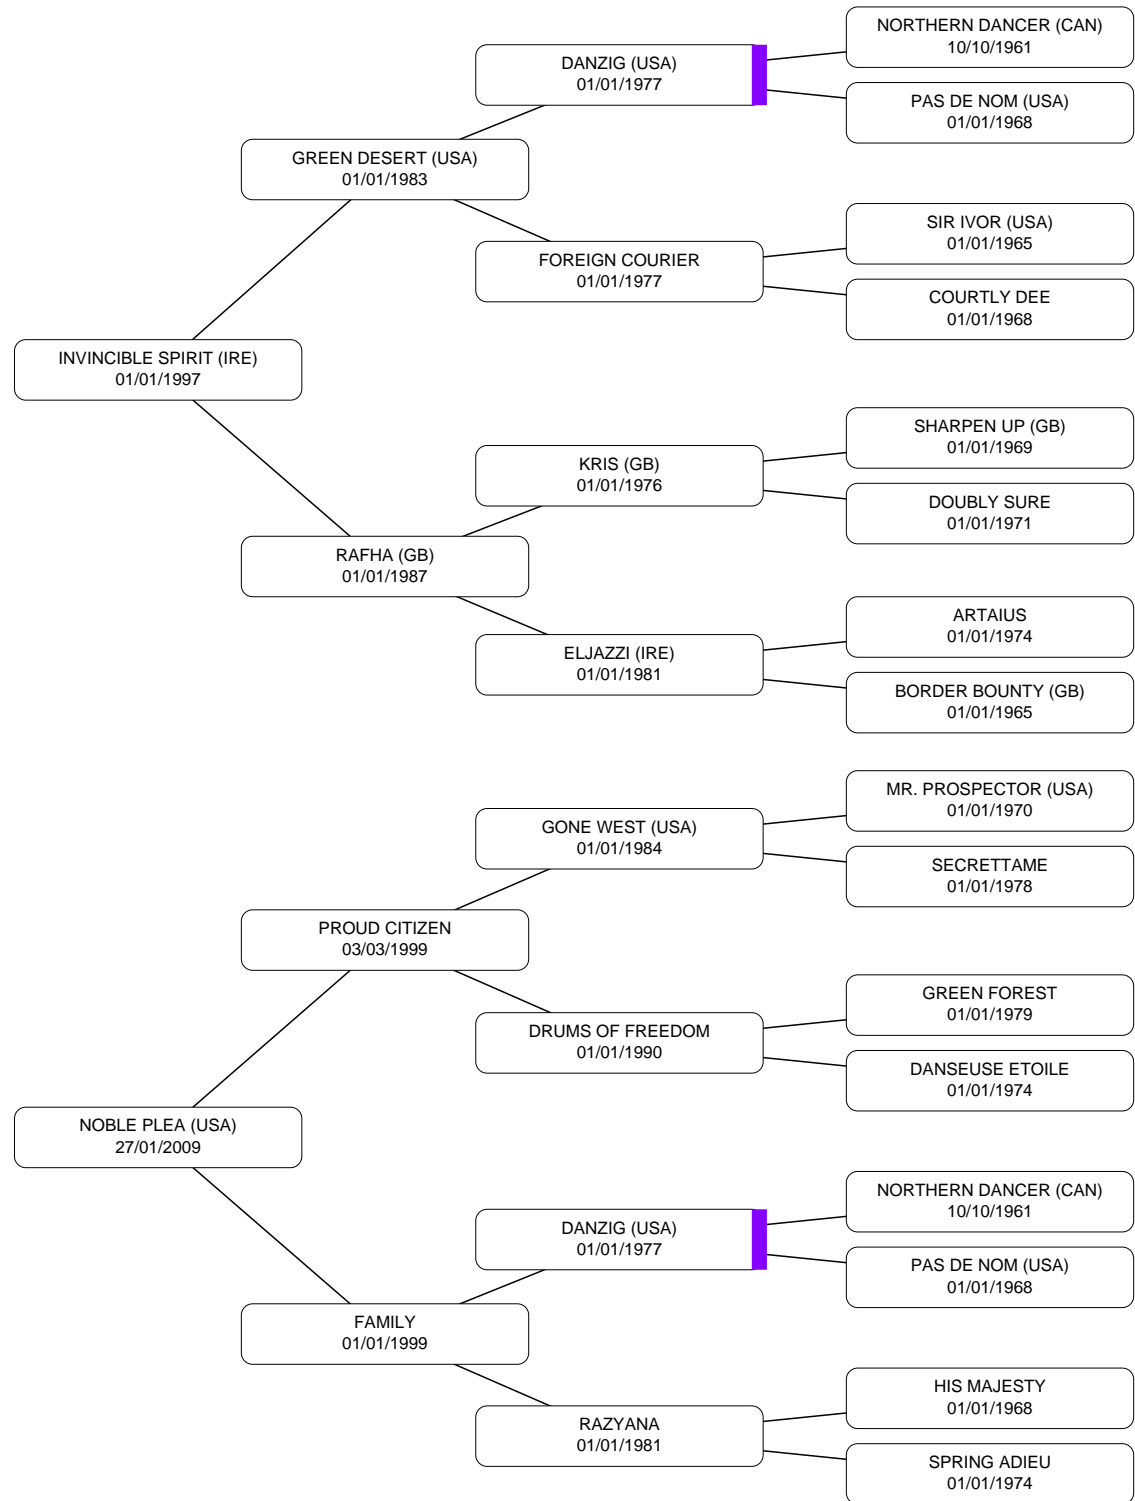 NORTHERN DANCER (CAN)
10/10/1961
DANZIG (USA)
01/01/1977
PAS DE NOM (USA)
01/01/1968
GREEN DESERT (USA)
01/01/1983
SIR IVOR (USA)
01/01/1965
FOREIGN COURIER
01/01/1977
COURTLY DEE
01/01/1968
INVINCIBLE SPIRIT (IRE)
01/01/1997
SHARPEN UP (GB)
01/01/1969
KRIS (GB)
01/01/1976
DOUBLY SURE
01/01/1971
RAFHA (GB)
01/01/1987
ARTAIUS
01/01/1974
ELJAZZI (IRE)
01/01/1981
BORDER BOUNTY (GB)
01/01/1965
MR. PROSPECTOR (USA)
01/01/1970
GONE WEST (USA)
01/01/1984
SECRETTAME
01/01/1978
PROUD CITIZEN
03/03/1999
GREEN FOREST
01/01/1979
DRUMS OF FREEDOM
01/01/1990
DANSEUSE ETOILE
01/01/1974
NOBLE PLEA (USA)
27/01/2009
NORTHERN DANCER (CAN)
10/10/1961
DANZIG (USA)
01/01/1977
PAS DE NOM (USA)
01/01/1968
FAMILY
01/01/1999
HIS MAJESTY
01/01/1968
RAZYANA
01/01/1981
SPRING ADIEU
01/01/1974